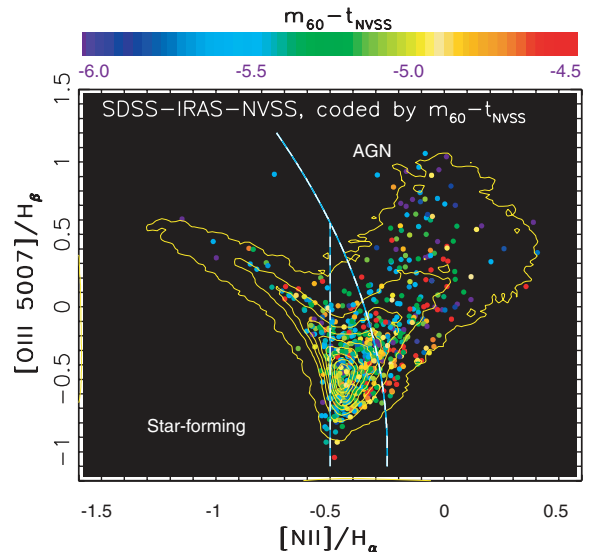 m60−tNVSS
-6.0 -5.5 -5.0 -4.5
SDSS−IRAS−NVSS, coded by m60−tNVSS
AGN
Star-forming
[OIII 5007]/Hβ
1.5
1
0.5
0
−0.5
−1
-1.5 -1 -0.5 0 0.5
[NII]/Hα